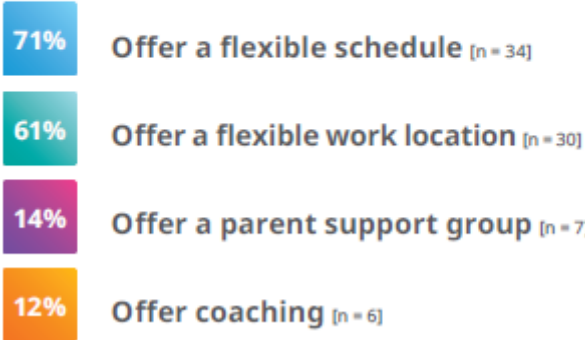 71% Offer a flexible schedule [n = 34]
61% Offer a flexible work location [n = 30]
14% Offer a parent support group [n = 7]
12% Offer coaching [n = 6]